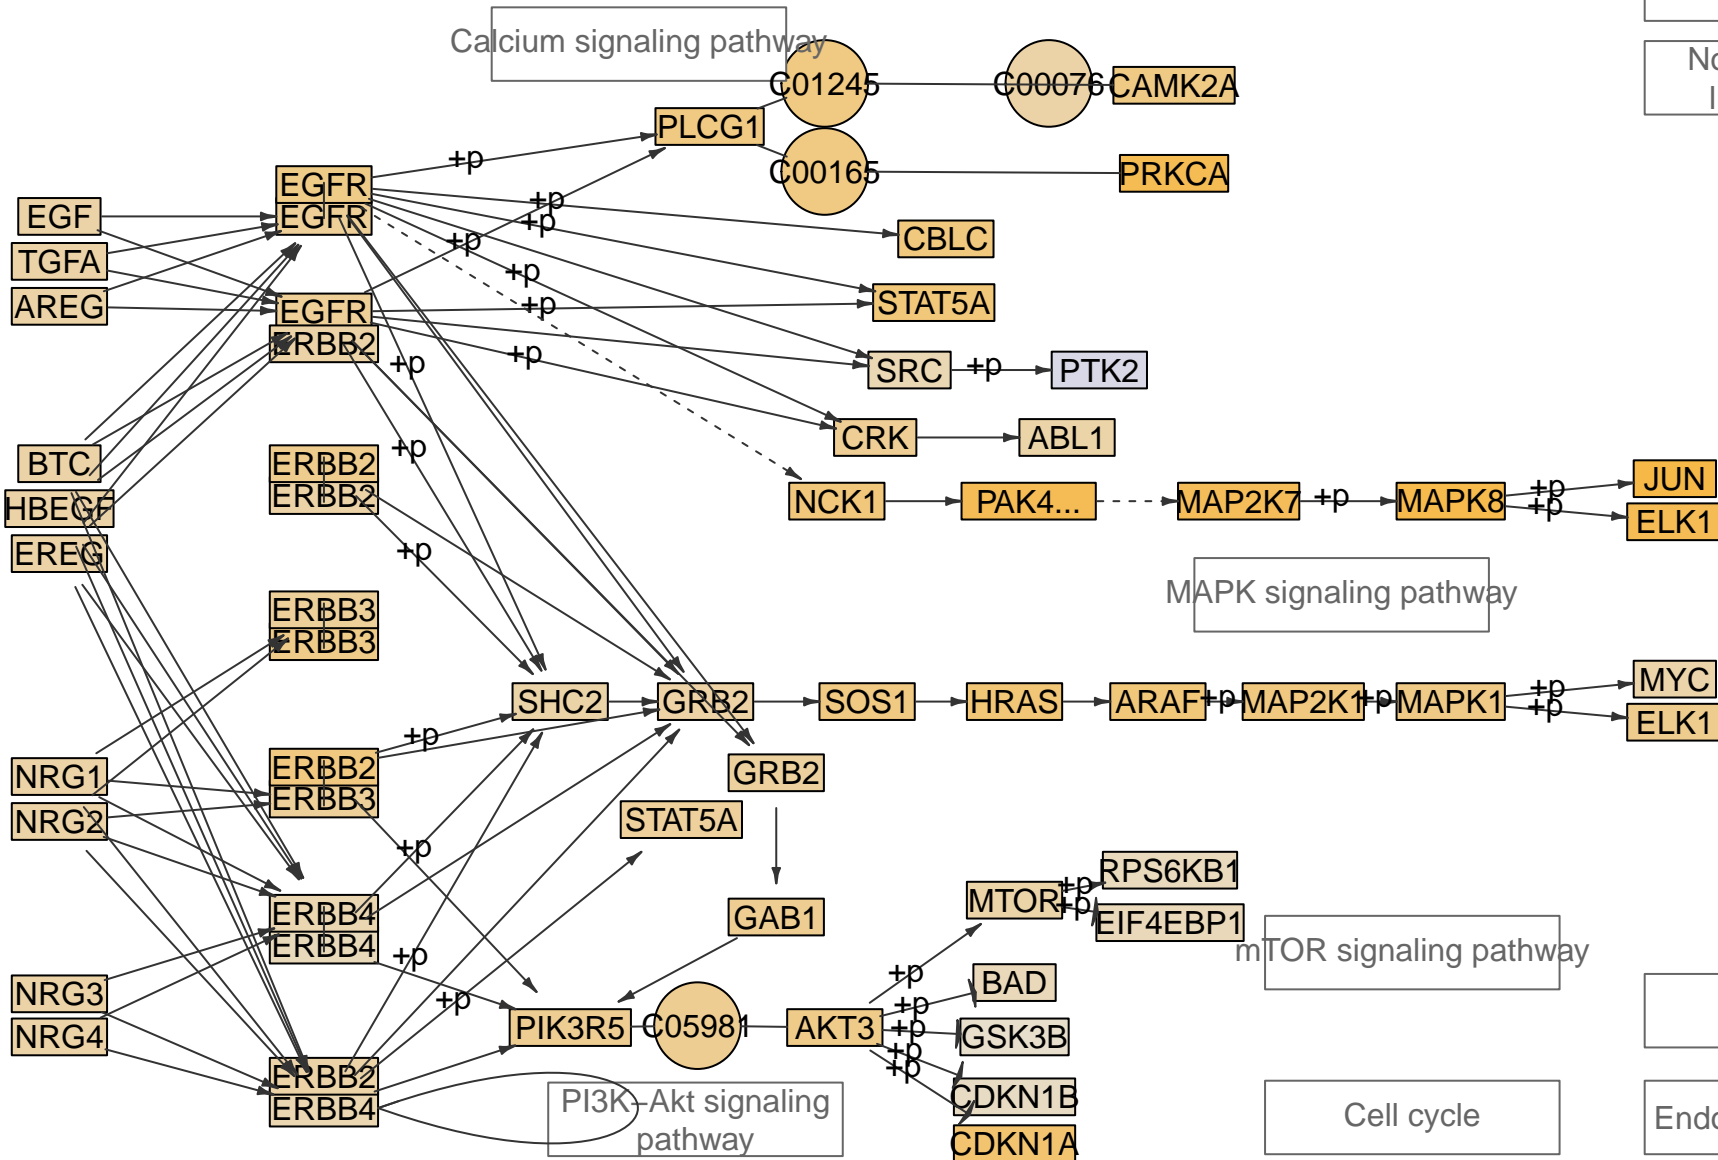 Calcium signaling pathway
C01245
C00076
CAMK2A
No
I
PLCG1
C00165
PRKCA
+p
EGFR
EGFR
EGF
TGFA
AREG
+p
+p
+p
CBLC
+p
+p
STAT5A
EGFR
ERBB2
+p
+p
SRC
+p
PTK2
CRK
ABL1
+p
BTC
HBEGF
EREG
ERBB2
ERBB2
NCK1
PAK4...
MAP2K7
+p
MAPK8
+p
+p
JUN
ELK1
+p
MAPK signaling pathway
ERBB3
ERBB3
SHC2
GRB2
SOS1
HRAS
ARAF
+p
MAP2K1
+p
MAPK1
+p
+p
MYC
ELK1
+p
ERBB2
ERBB3
GRB2
NRG1
NRG2
STAT5A
+p
MTOR
+p
+p
RPS6KB1
EIF4EBP1
ERBB4
ERBB4
GAB1
mTOR signaling pathway
+p
+p
+p
BAD
NRG3
NRG4
+p
PIK3R5
C05981
AKT3
+p
+p
+p
GSK3B
ERBB2
ERBB4
PI3K–Akt signaling
pathway
CDKN1B
CDKN1A
Cell cycle
Endo